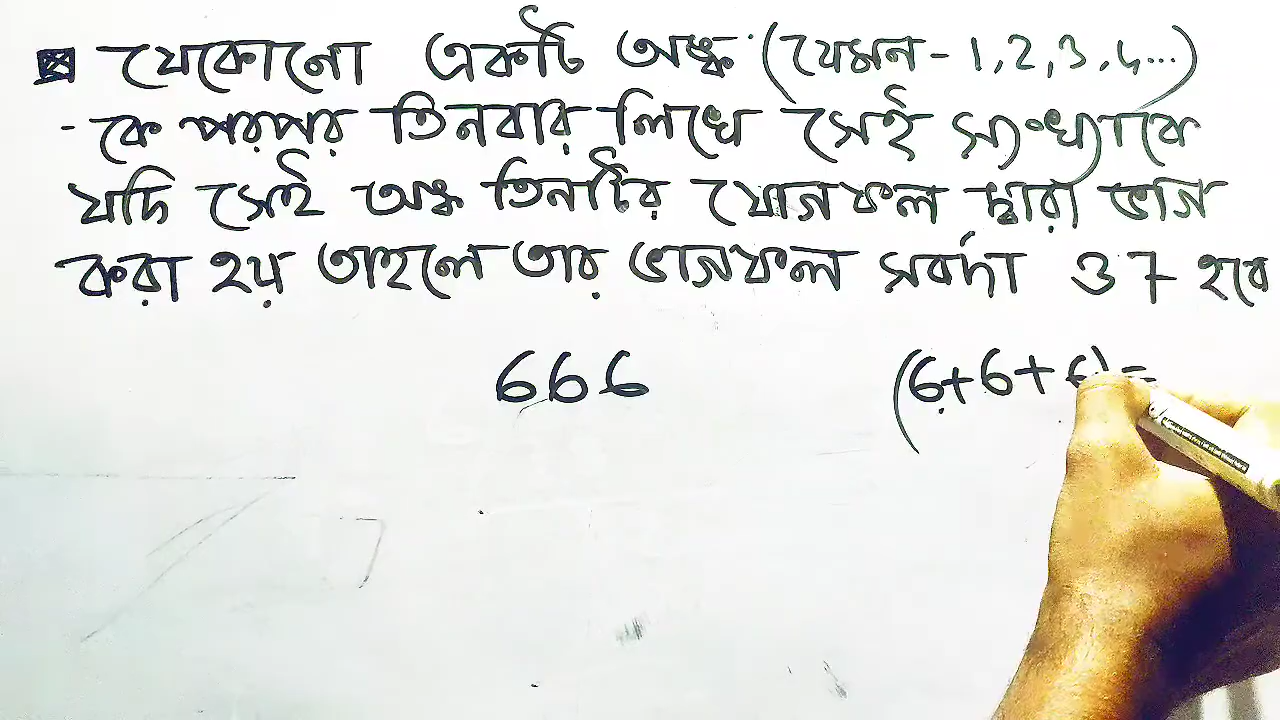 যেকোনো একটি অঙ্ক (যেমন - 1, 2, 3, 4...)
- কে পরপর তিনবার লিখে সেই সংখ্যাকে
যদি সেই অঙ্ক তিনটির যোগফল দ্বারা ভাগ
করা হয় তাহলে তার ভাগফল সর্বদা 37 হবে
666 (6+6+6) =